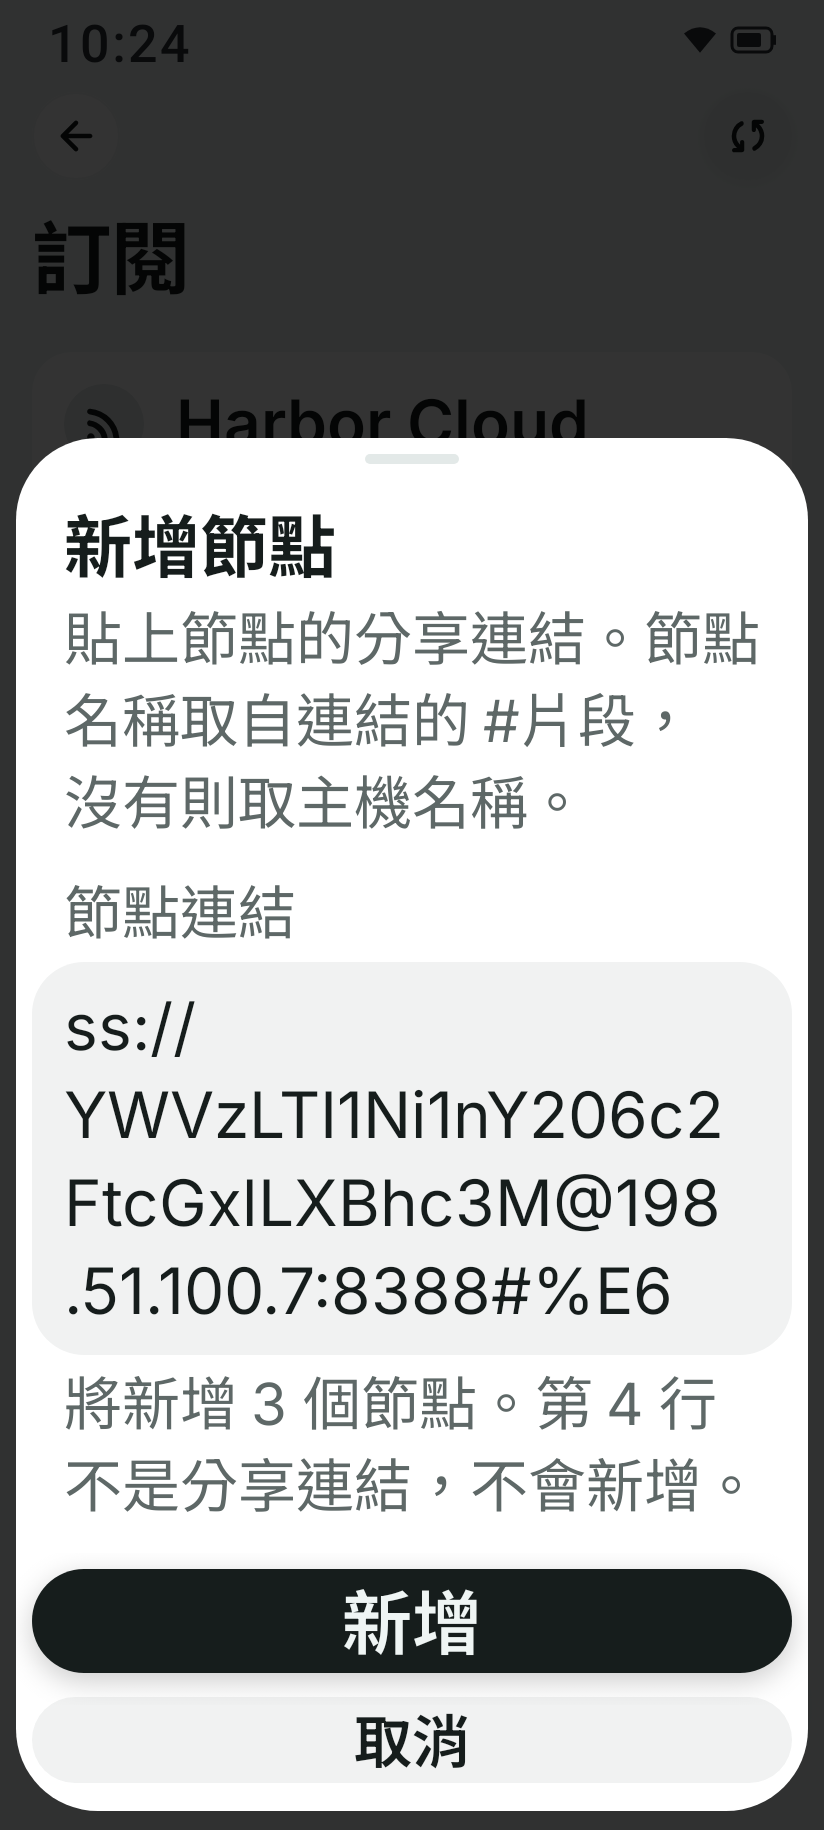 10:24
訂閱
Harbor Cloud
新增節點
貼上節點的分享連結。節點
名稱取自連結的 #片段，
沒有則取主機名稱。
節點連結
ss://
YWVzLTI1Ni1nY206c2
FtcGxlLXBhc3M@198
.51.100.7:8388#%E6
將新增 3 個節點。第 4 行
不是分享連結，不會新增。
新增
取消